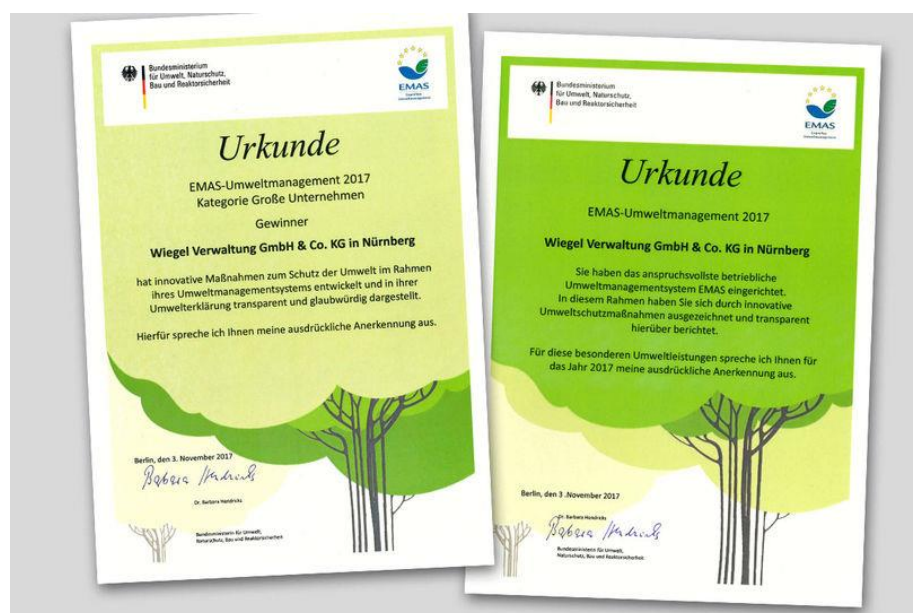 Bundesministerium
für Umwelt, Naturschutz,
Bau und Reaktorsicherheit
EMAS
Urkunde
EMAS-Umweltmanagement 2017
Kategorie Große Unternehmen
Gewinner
Wiegel Verwaltung GmbH & Co. KG in Nürnberg
hat innovative Maßnahmen zum Schutz der Umwelt im Rahmen
ihres Umweltmanagementsystems entwickelt und in ihrer
Umwelterklärung transparent und glaubwürdig dargestellt.
Hierfür spreche ich Ihnen meine ausdrückliche Anerkennung aus.
Berlin, den 3. November 2017
Barbara Hendricks
Dr. Barbara Hendricks
Bundesministerin für Umwelt,
Naturschutz, Bau und Reaktorsicherheit
Bundesministerium
für Umwelt, Naturschutz,
Bau und Reaktorsicherheit
EMAS
Urkunde
EMAS-Umweltmanagement 2017
Wiegel Verwaltung GmbH & Co. KG in Nürnberg
Sie haben das anspruchsvollste betriebliche
Umweltmanagementsystem EMAS eingerichtet.
In diesem Rahmen haben Sie sich durch innovative
Umweltschutzmaßnahmen ausgezeichnet und transparent
hierüber berichtet.
Für diese besonderen Umweltleistungen spreche ich Ihnen für
das Jahr 2017 meine ausdrückliche Anerkennung aus.
Berlin, den 3 .November 2017
Dr. Barbara Hendricks
Barbara Hendricks
Bundesministerin für Umwelt,
Naturschutz, Bau und Reaktorsicherheit